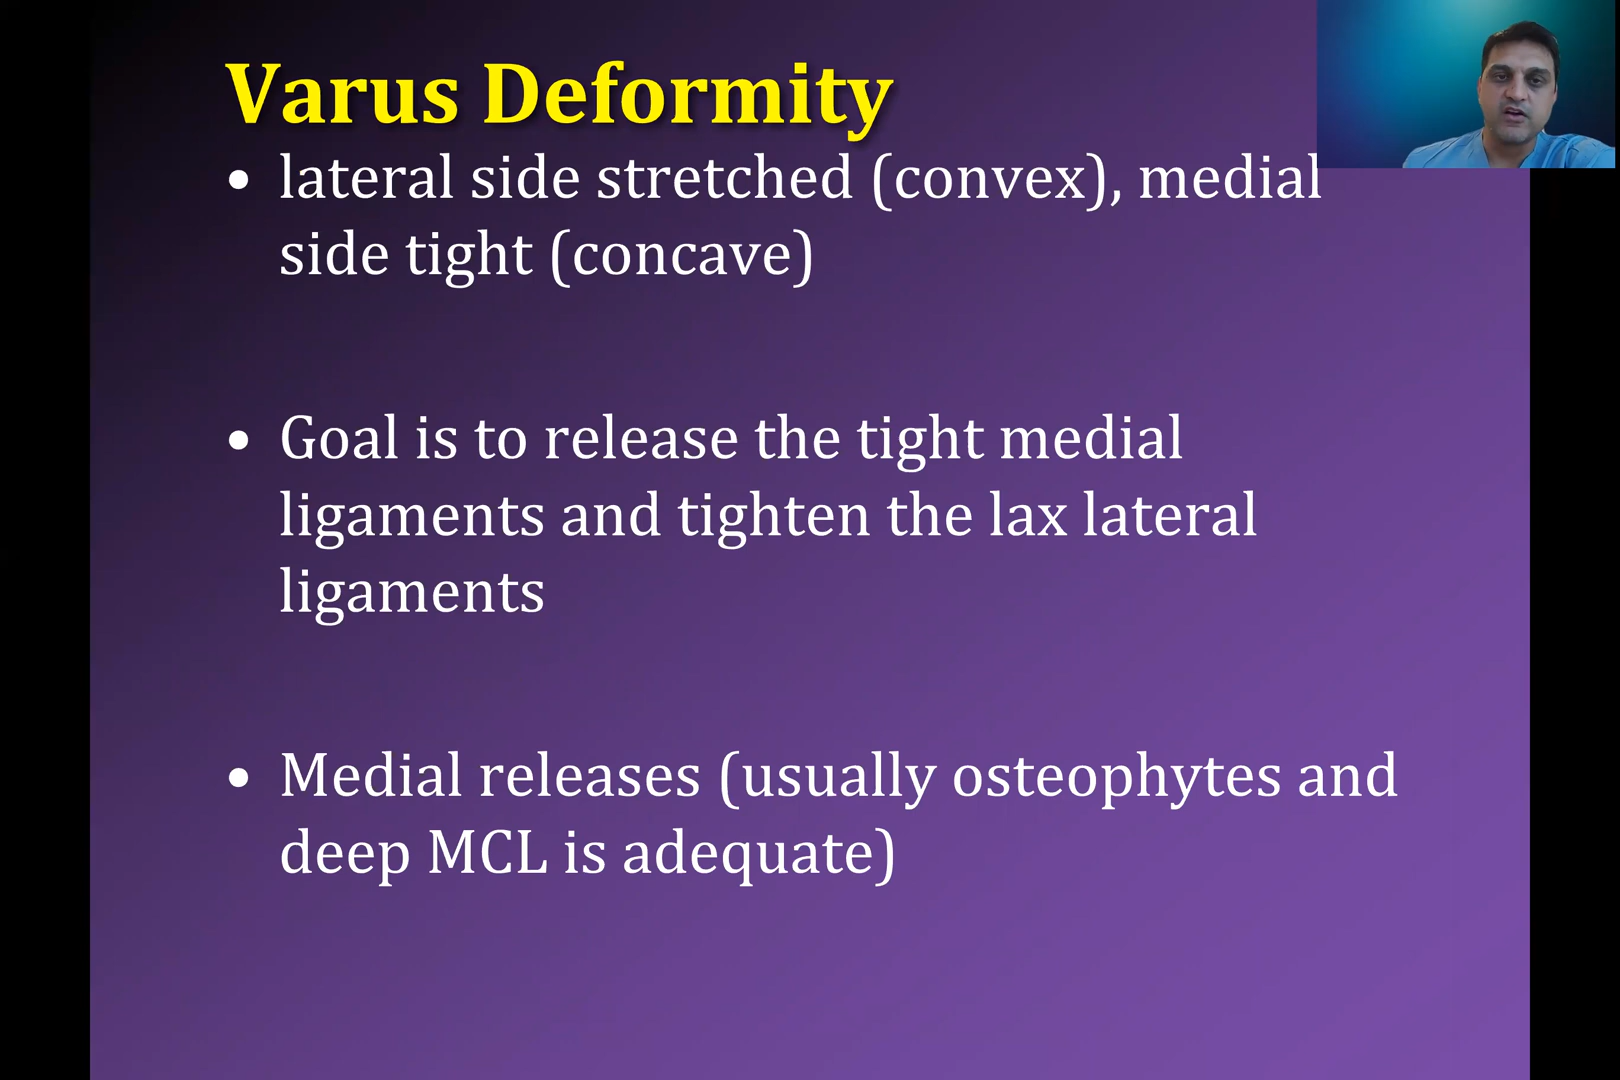 Varus Deformity
• lateral side stretched (convex), medial
side tight (concave)
• Goal is to release the tight medial
ligaments and tighten the lax lateral
ligaments
• Medial releases (usually osteophytes and
deep MCL is adequate)